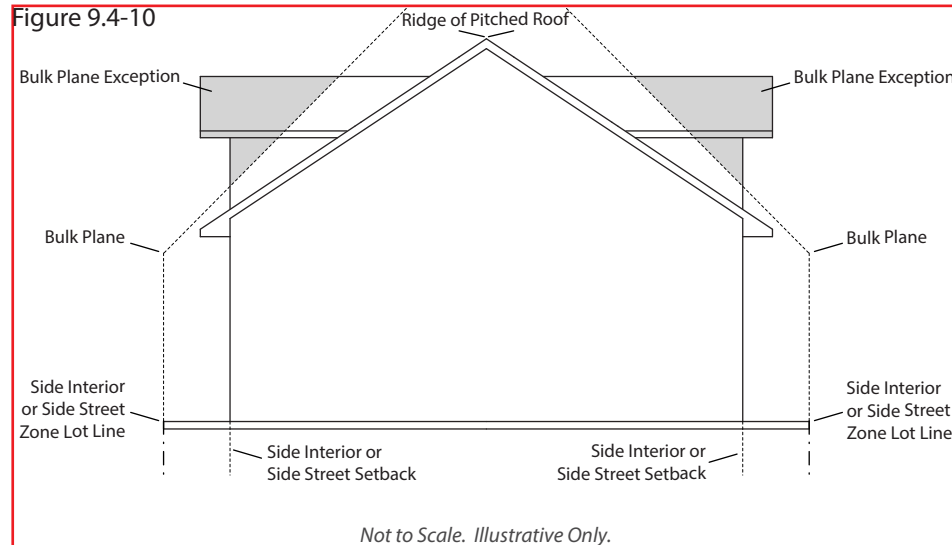 Figure 9.4-10
Ridge of Pitched Roof
Bulk Plane Exception
Bulk Plane Exception
Bulk Plane
Bulk Plane
Side Interior
or Side Street
Zone Lot Line
Side Interior
or Side Street
Zone Lot Line
Side Interior or
Side Street Setback
Side Interior or
Side Street Setback
Not to Scale. Illustrative Only.